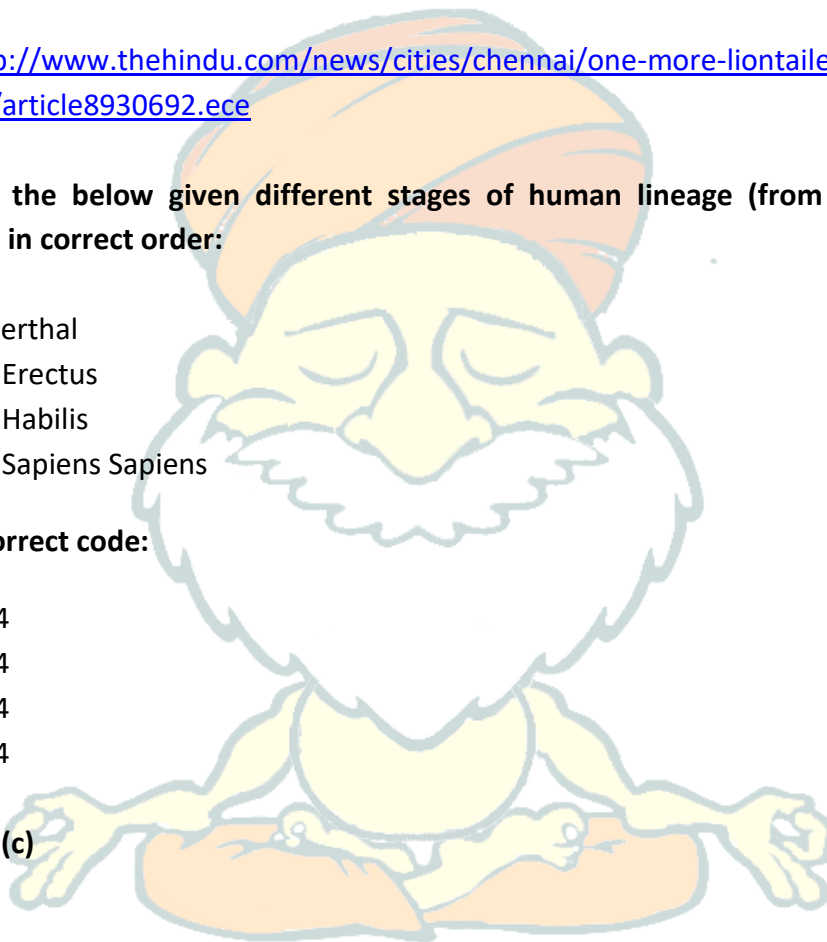 p://www.thehindu.com/news/cities/chennai/one-more-liontaile
/article8930692.ece
the below given different stages of human lineage (from
in correct order:
erthal
Erectus
Habilis
Sapiens Sapiens
orrect code:
4
4
4
4
(c)